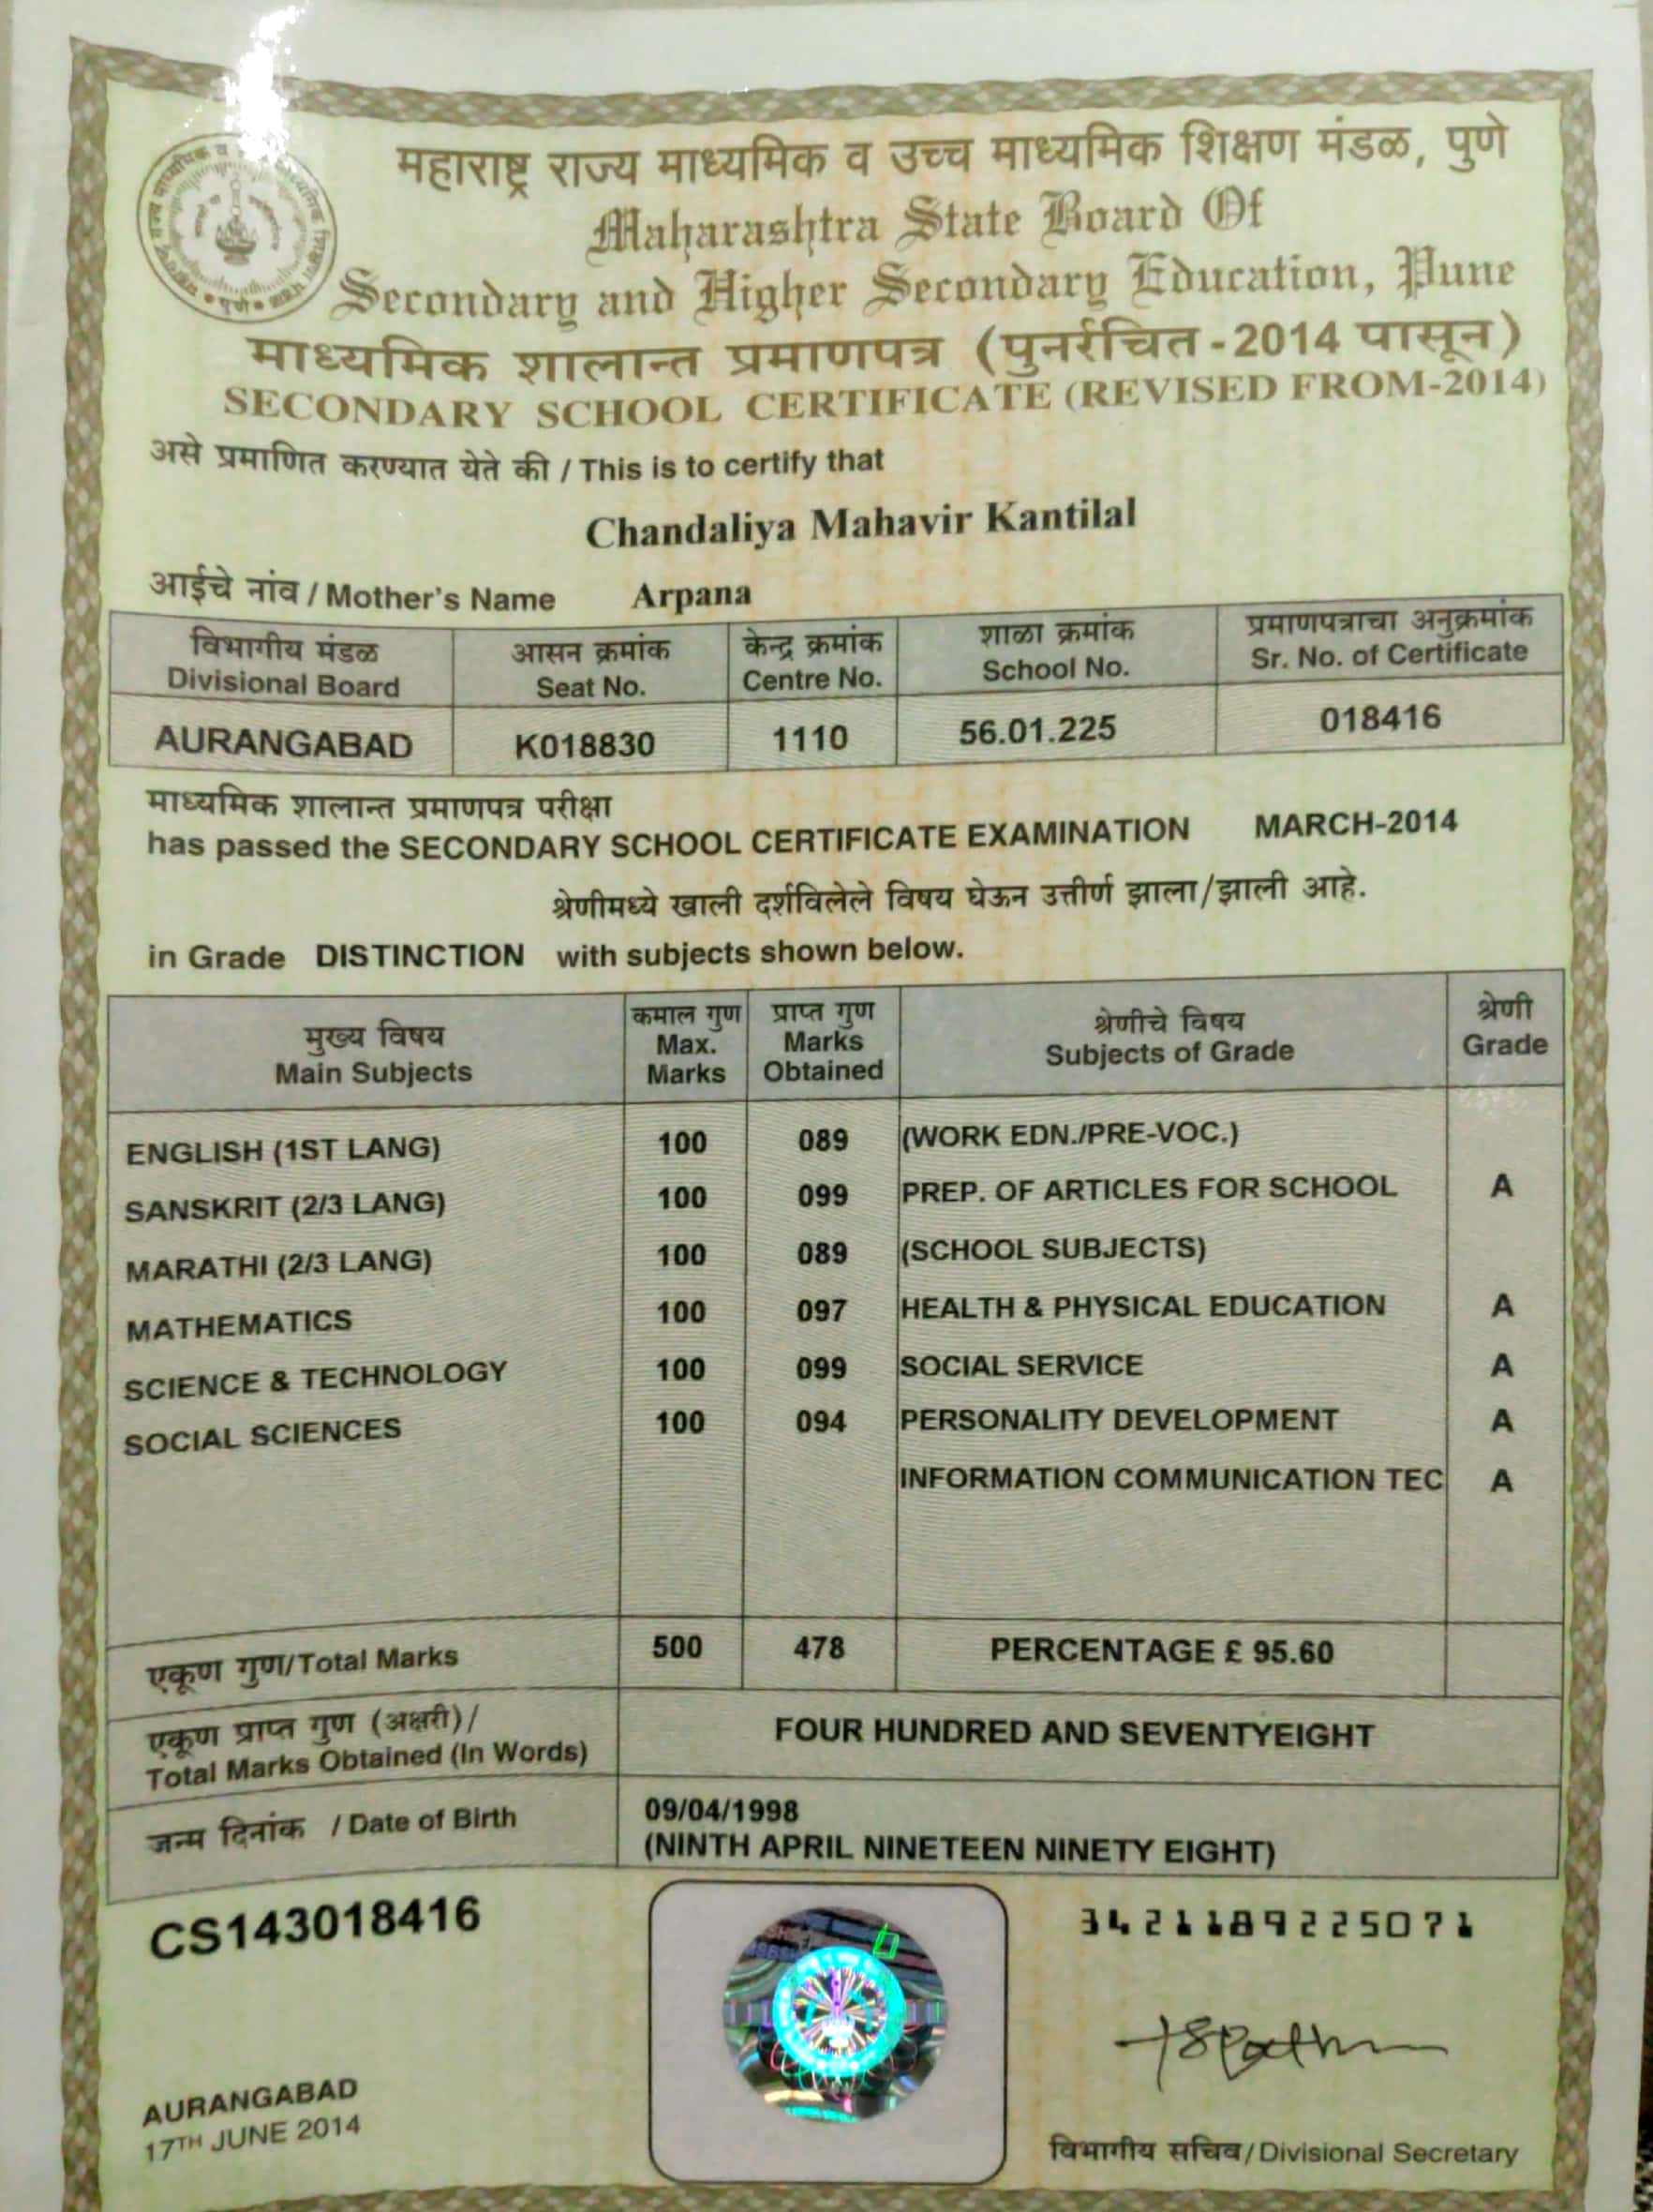 महाराष्ट्र राज्य माध्यमिक व उच्च माध्यमिक शिक्षण मंडळ, पुणे
Maharashtra State Board Of
Secondary and Higher Secondary Education, Pune
माध्यमिक शालान्त प्रमाणपत्र (पुनर्रचित-2014 पासून)
SECONDARY SCHOOL CERTIFICATE (REVISED FROM-2014)
असे प्रमाणित करण्यात येते की / This is to certify that
Chandaliya Mahavir Kantilal
आईचे नांव / Mother's Name Arpana
विभागीय मंडळ आसन क्रमांक केन्द्र क्रमांक शाळा क्रमांक प्रमाणपत्राचा अनुक्रमांक
Divisional Board Seat No. Centre No. School No. Sr. No. of Certificate
AURANGABAD K018830 1110 56.01.225 018416
माध्यमिक शालान्त प्रमाणपत्र परीक्षा
has passed the SECONDARY SCHOOL CERTIFICATE EXAMINATION MARCH-2014
श्रेणीमध्ये खाली दर्शविलेले विषय घेऊन उत्तीर्ण झाला/झाली आहे.
in Grade DISTINCTION with subjects shown below.
मुख्य विषय कमाल गुण प्राप्त गुण श्रेणीचे विषय श्रेणी
Main Subjects Max. Marks Marks Obtained Subjects of Grade Grade
ENGLISH (1ST LANG) 100 089 (WORK EDN./PRE-VOC.)
SANSKRIT (2/3 LANG) 100 099 PREP. OF ARTICLES FOR SCHOOL A
MARATHI (2/3 LANG) 100 089 (SCHOOL SUBJECTS)
MATHEMATICS 100 097 HEALTH & PHYSICAL EDUCATION A
SCIENCE & TECHNOLOGY 100 099 SOCIAL SERVICE A
SOCIAL SCIENCES 100 094 PERSONALITY DEVELOPMENT A
INFORMATION COMMUNICATION TEC A
एकूण गुण/Total Marks 500 478 PERCENTAGE £ 95.60
एकूण प्राप्त गुण (अक्षरी)/
Total Marks Obtained (In Words) FOUR HUNDRED AND SEVENTYEIGHT
जन्म दिनांक / Date of Birth 09/04/1998
(NINTH APRIL NINETEEN NINETY EIGHT)
CS143018416 3421189225071
AURANGABAD
17TH JUNE 2014
विभागीय सचिव/Divisional Secretary